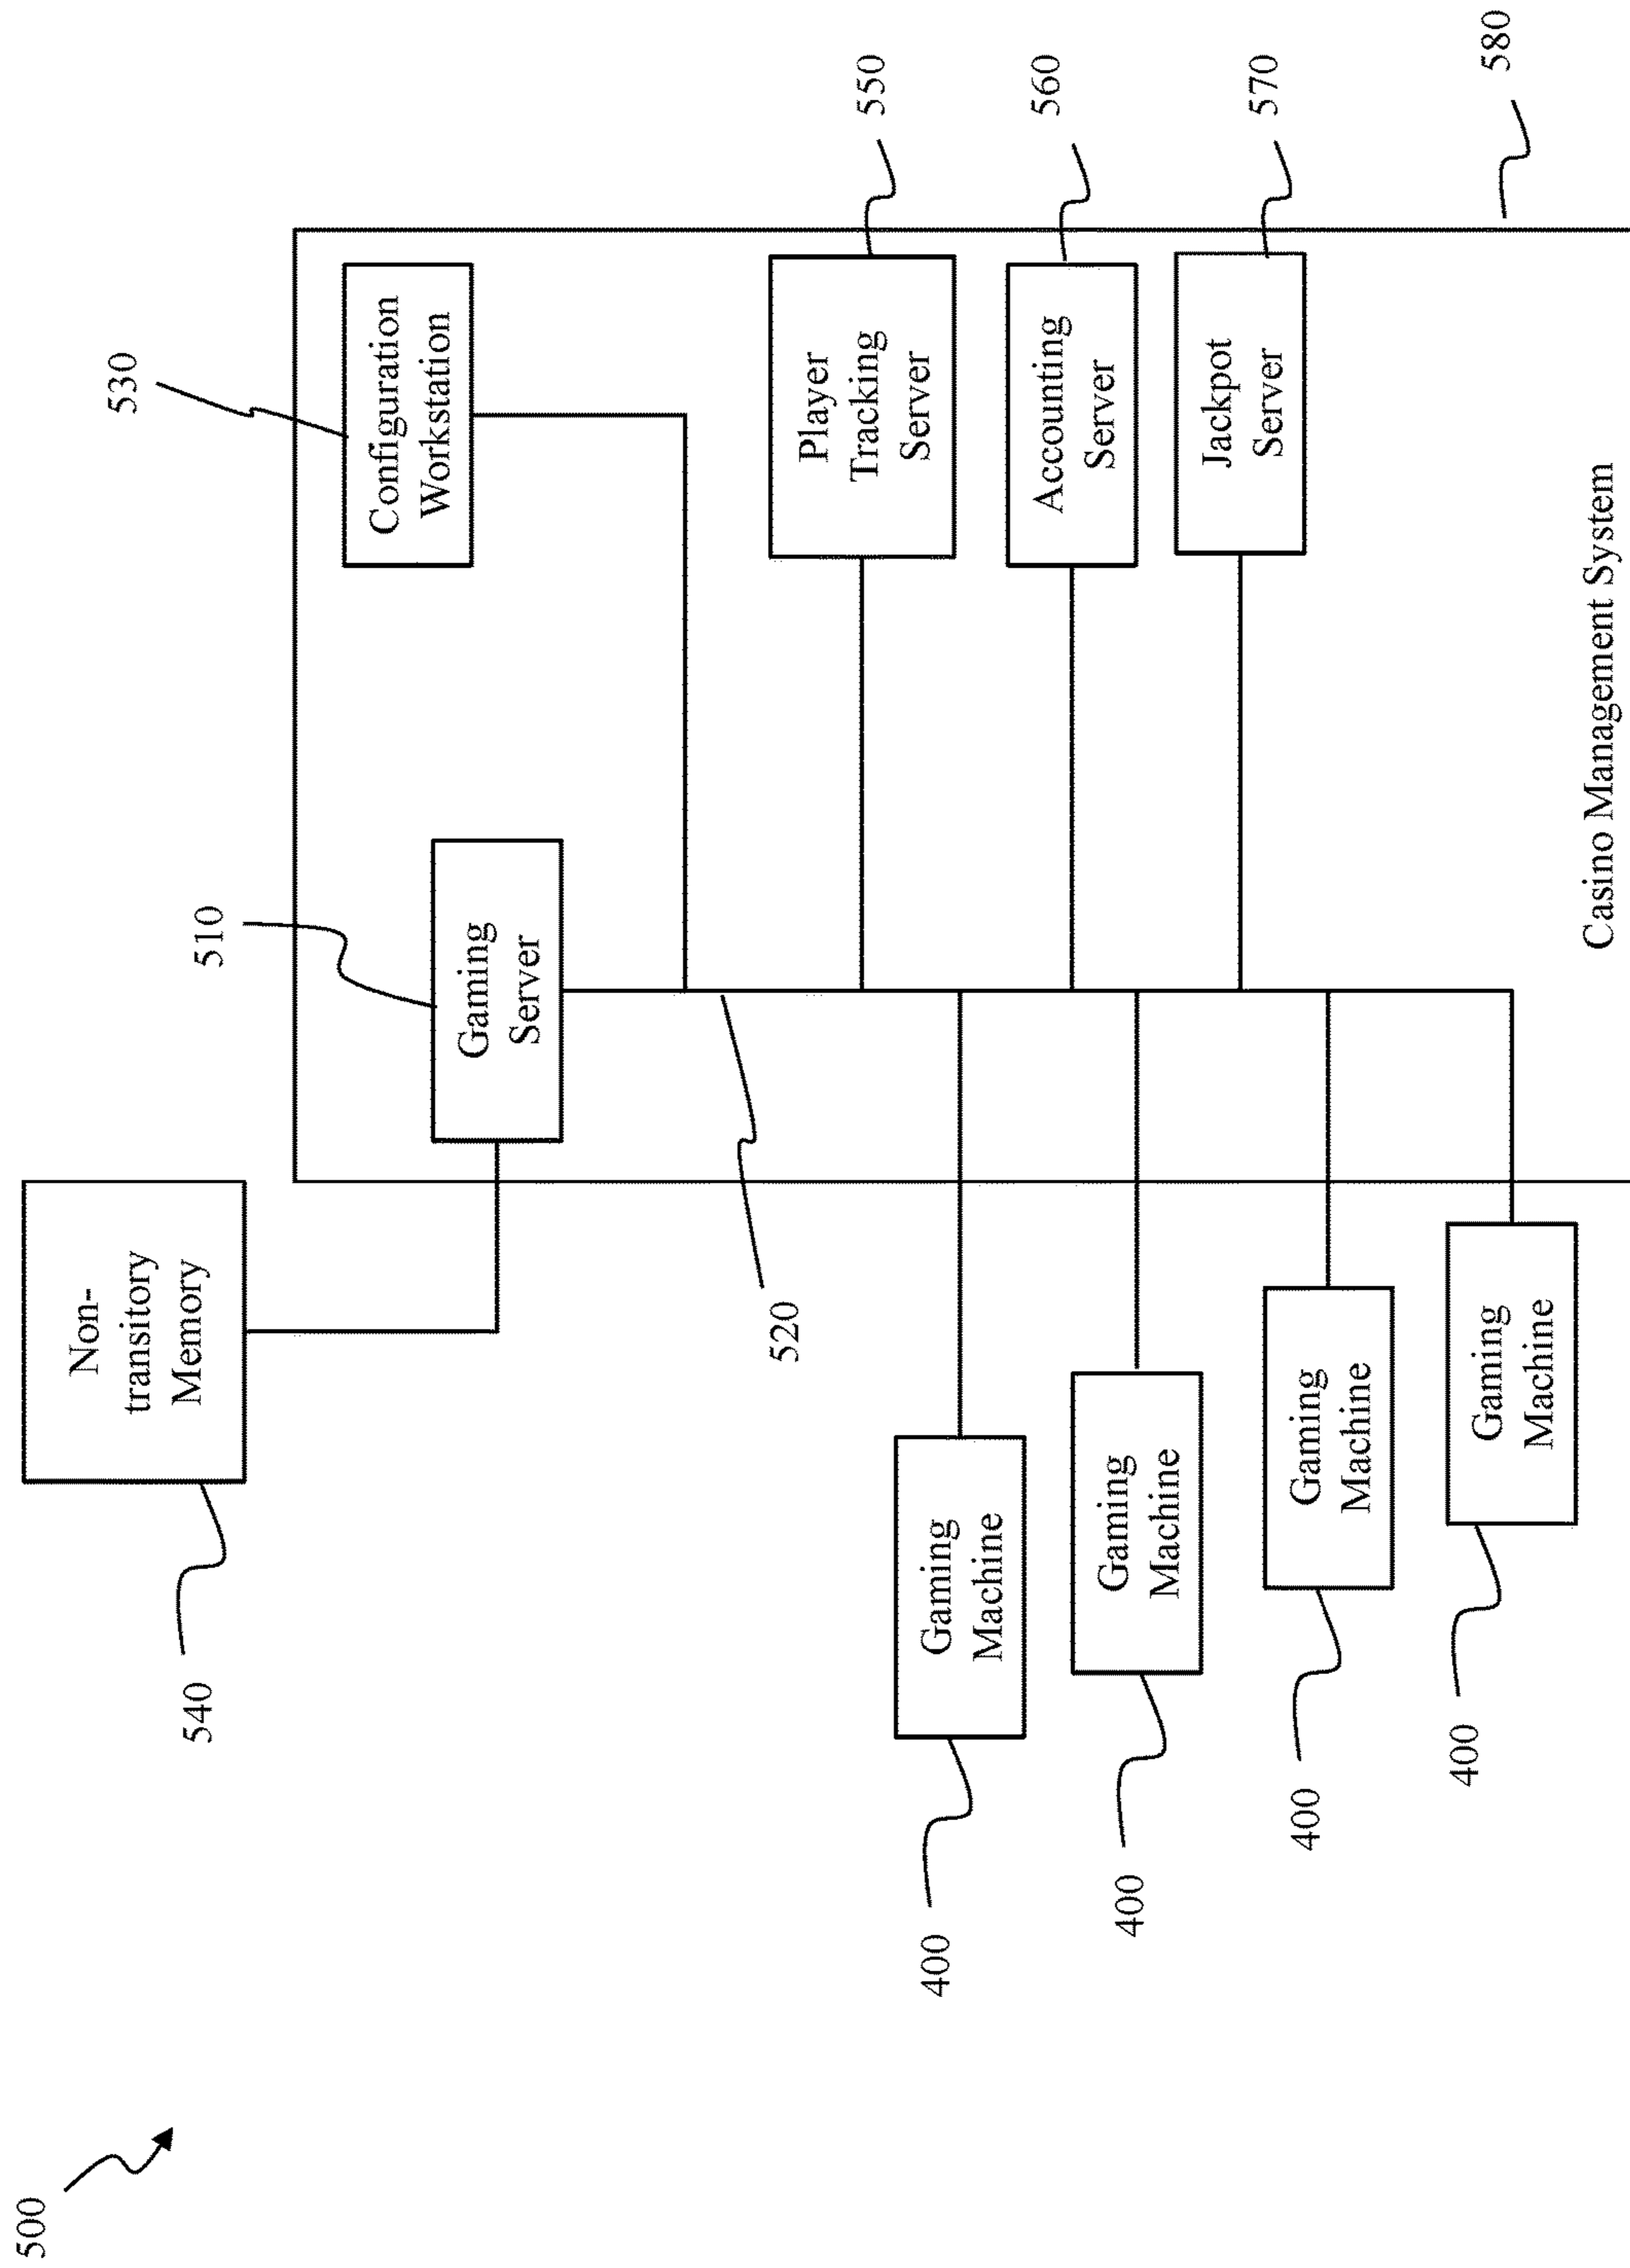 500
540
Non-
transitory
Memory
510
530
Gaming
Server
Configuration
Workstation
520
550
Player
Tracking
Server
400
Gaming
Machine
560
Accounting
Server
400
Gaming
Machine
570
Jackpot
Server
400
Gaming
Machine
400
Gaming
Machine
580
Casino Management System